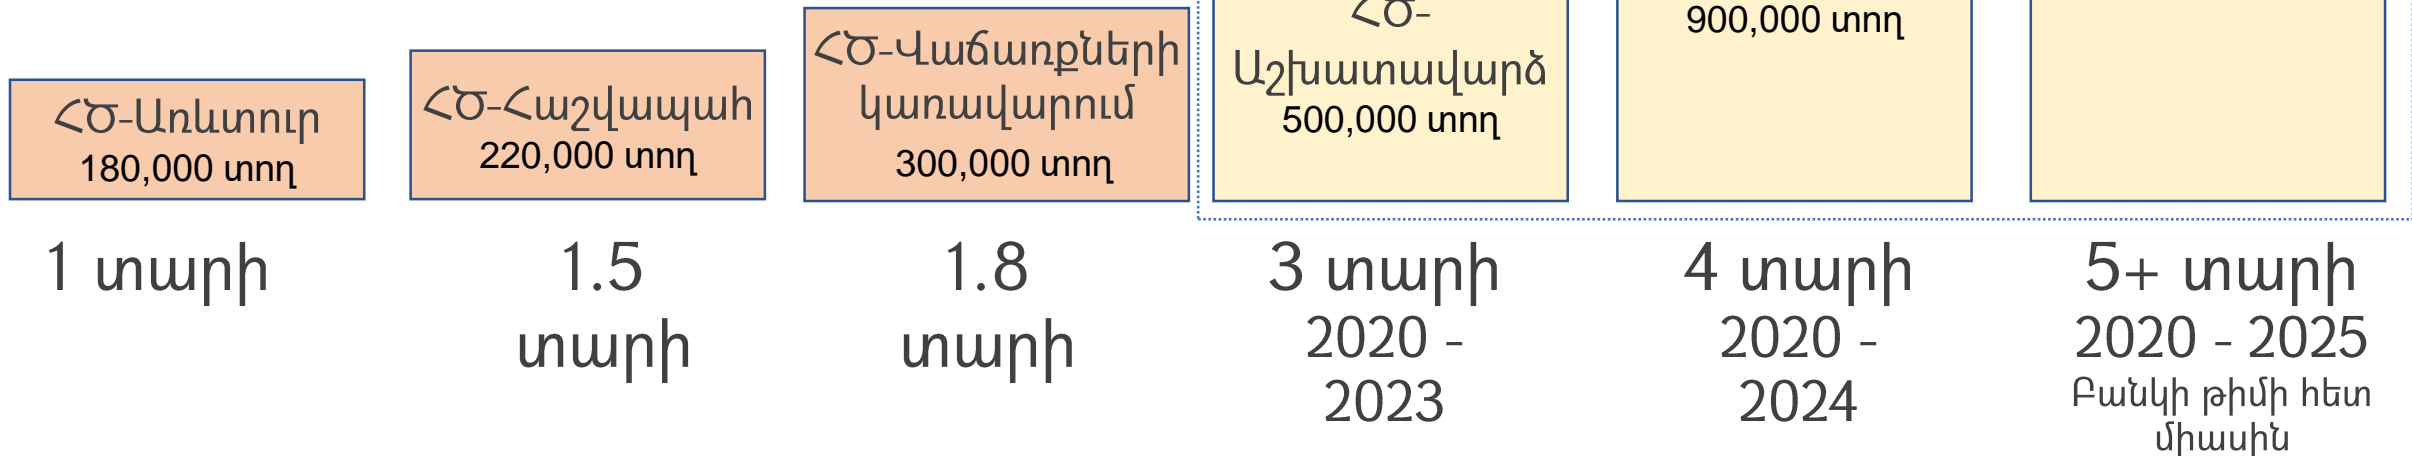 ՀԾ-Առևտուր
180,000 տող
ՀԾ-Հաշվապահ
220,000 տող
ՀԾ-Վաճառքների
կառավարում
300,000 տող
ՀԾ-
Աշխատավարձ
500,000 տող
900,000 տող
1 տարի
1.5
տարի
1.8
տարի
3 տարի
2020 -
2023
4 տարի
2020 -
2024
5+ տարի
2020 - 2025
Բանկի թիմի հետ
միասին